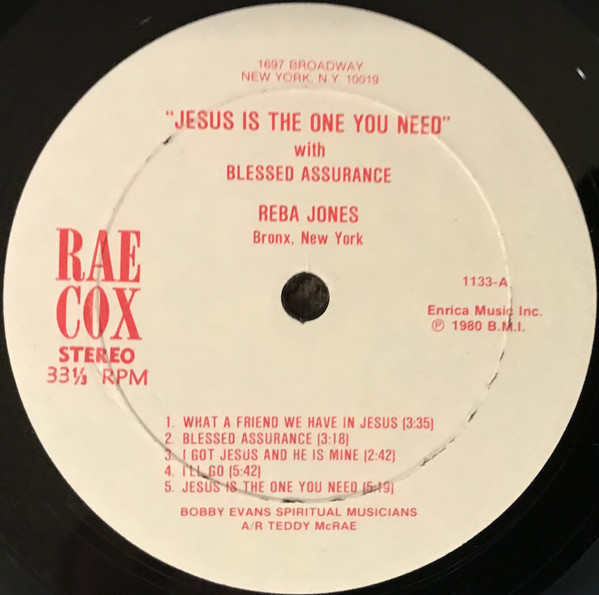 1697 BROADWAY
NEW YORK, N.Y. 10019
"JESUS IS THE ONE YOU NEED"
with
BLESSED ASSURANCE
REBA JONES
Bronx, New York
RAE
COX
STEREO
33⅓ RPM
1133-A
Enrica Music Inc.
℗ 1980 B.M.I.
1. WHAT A FRIEND WE HAVE IN JESUS (3:35)
2. BLESSED ASSURANCE (3:18)
3. I GOT JESUS AND HE IS MINE (2:42)
4. I'LL GO (5:42)
5. JESUS IS THE ONE YOU NEED (5:19)
BOBBY EVANS SPIRITUAL MUSICIANS
A/R TEDDY McRAE